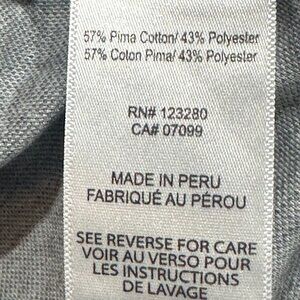 57% Pima Cotton/ 43% Polyester
57% Coton Pima/ 43% Polyester
RN# 123280
CA# 07099
MADE IN PERU
FABRIQUÉ AU PÉROU
SEE REVERSE FOR CARE
VOIR AU VERSO POUR
LES INSTRUCTIONS
DE LAVAGE